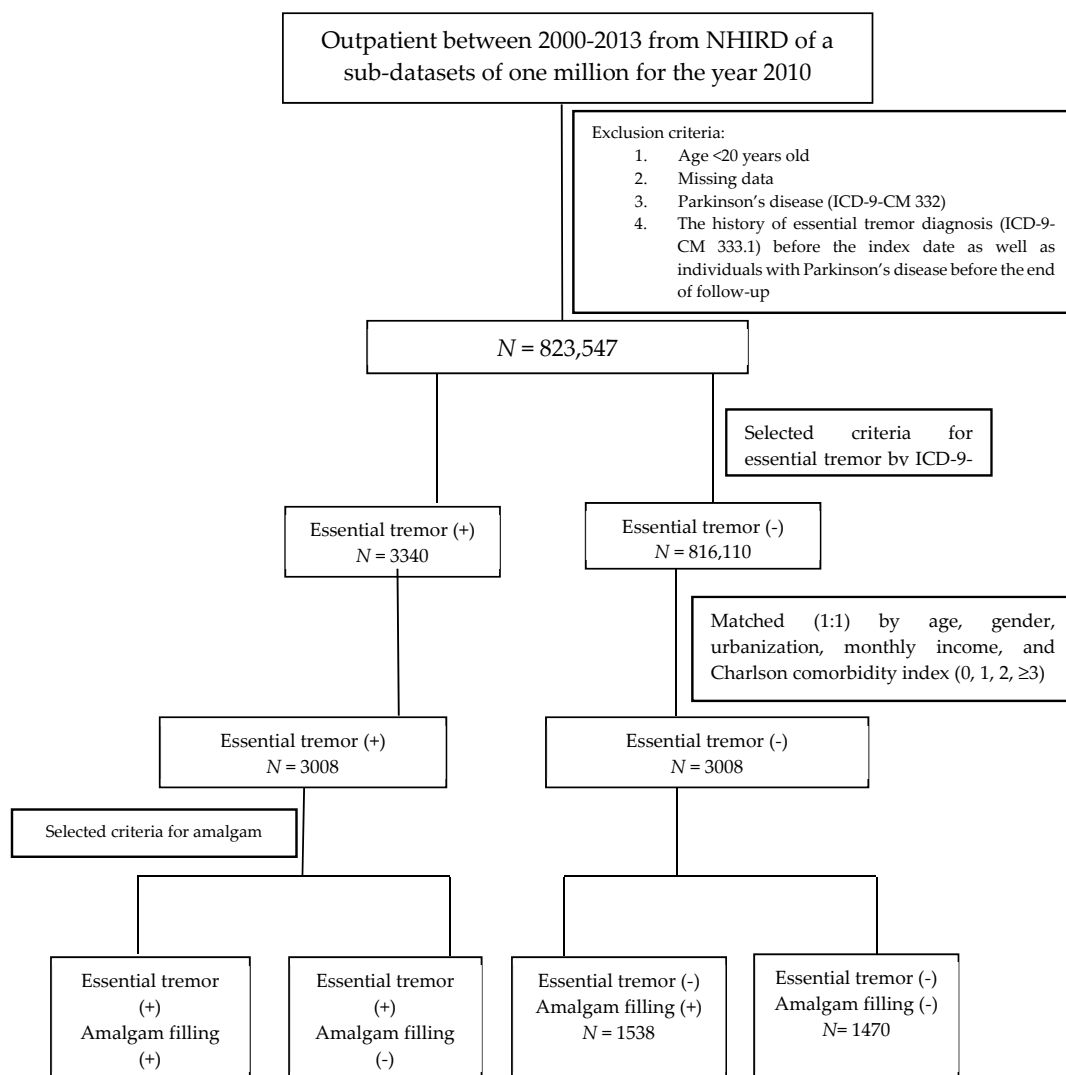 Outpatient between 2000-2013 from NHIRD of a
sub-datasets of one million for the year 2010
Exclusion criteria:
1. Age <20 years old
2. Missing data
3. Parkinson’s disease (ICD-9-CM 332)
4. The history of essential tremor diagnosis (ICD-9-
CM 333.1) before the index date as well as
individuals with Parkinson’s disease before the end
of follow-up
N = 823,547
Selected criteria for
essential tremor by ICD-9-
Essential tremor (+)
N = 3340
Essential tremor (-)
N = 816,110
Matched (1:1) by age, gender,
urbanization, monthly income, and
Charlson comorbidity index (0, 1, 2, ≥3)
Essential tremor (+)
N = 3008
Essential tremor (-)
N = 3008
Selected criteria for amalgam
Essential tremor
(+)
Amalgam filling
(+)
Essential tremor
(+)
Amalgam filling
(-)
Essential tremor (-)
Amalgam filling (+)
N = 1538
Essential tremor (-)
Amalgam filling (-)
N= 1470